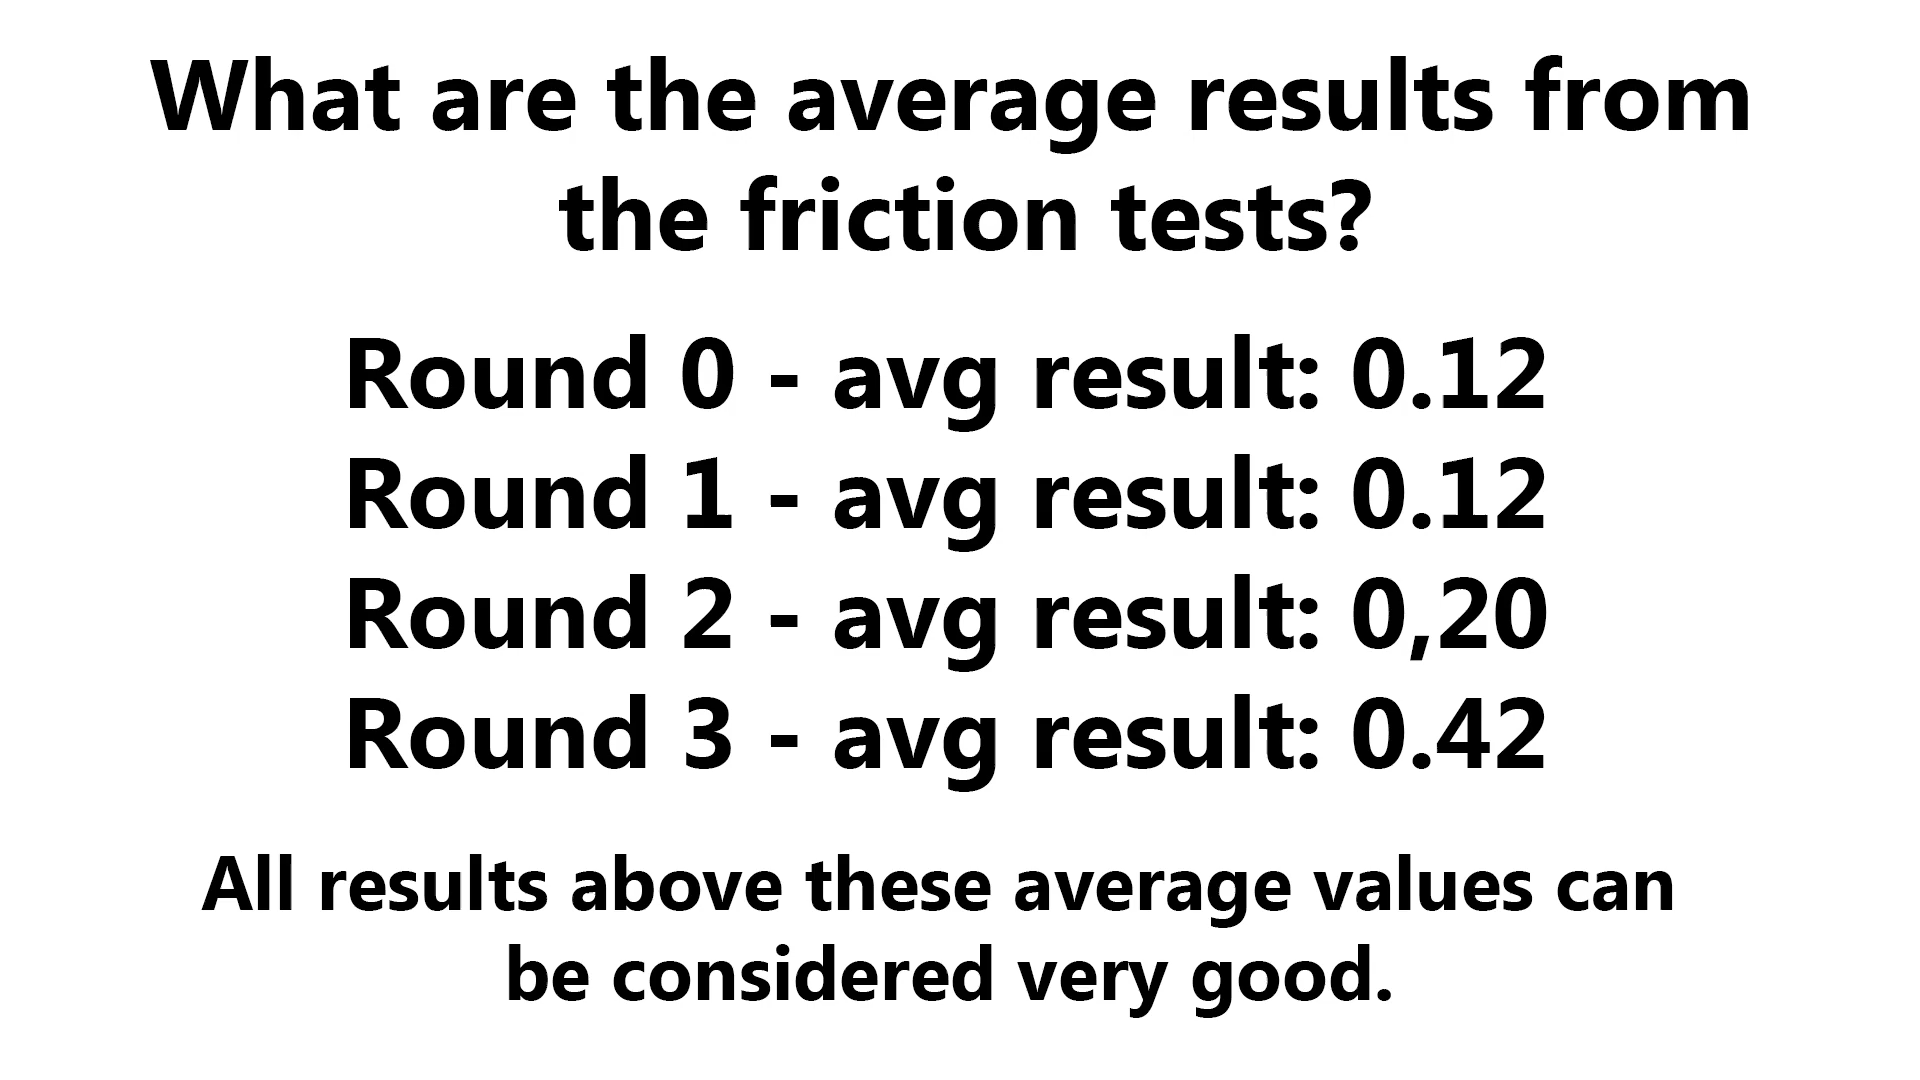 What are the average results from
the friction tests?
Round 0 - avg result: 0.12
Round 1 - avg result: 0.12
Round 2 - avg result: 0,20
Round 3 - avg result: 0.42
All results above these average values can
be considered very good.